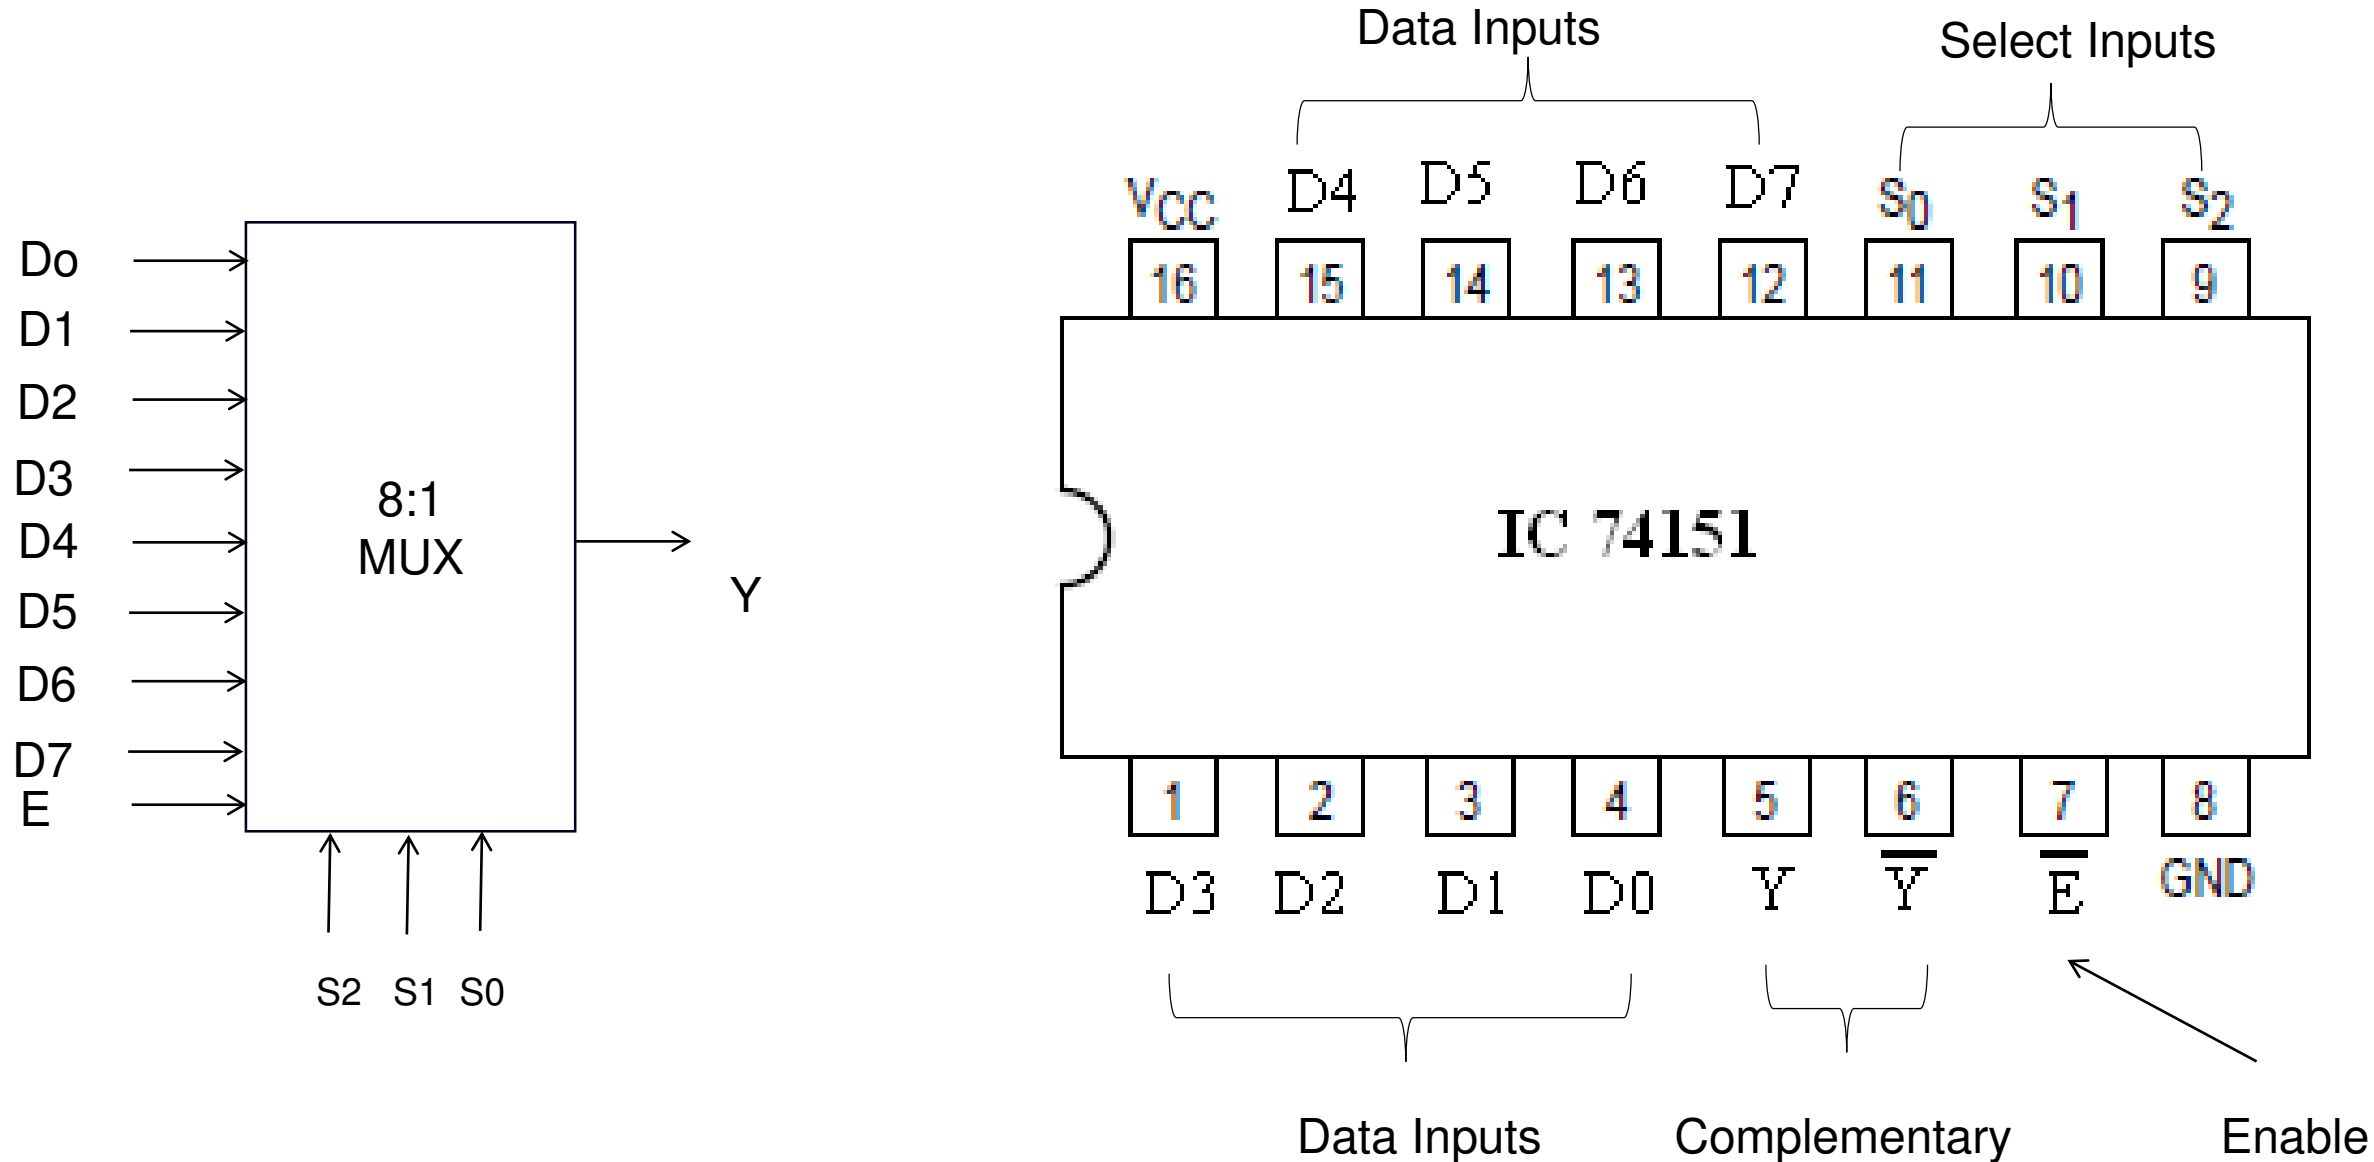 Do
D1
D2
D3
D4
D5
D6
D7
E
8:1
MUX
Y
S2 S1 S0
Data Inputs
Select Inputs
VCC D4 D5 D6 D7 S0 S1 S2
16 15 14 13 12 11 10 9
IC 74151
1 2 3 4 5 6 7 8
D3 D2 D1 D0 Y Y̅ E̅ GND
Data Inputs
Complementary
Enable